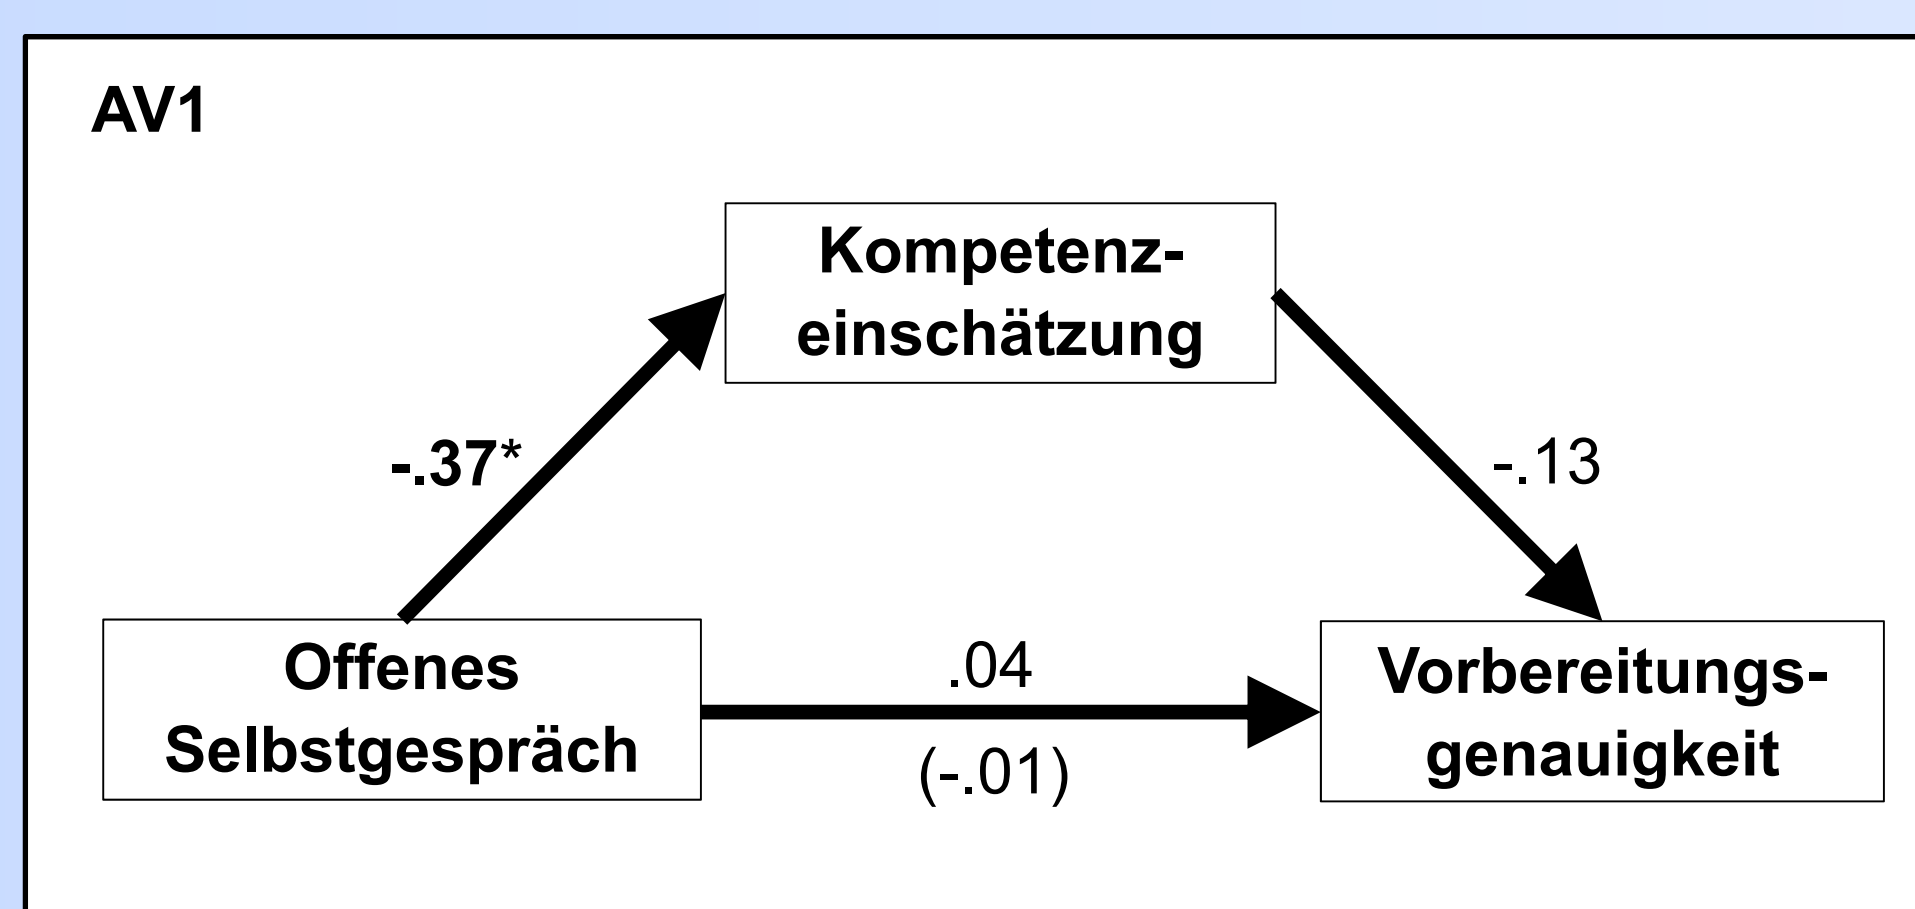 AV1
Kompetenz-
einschätzung
-.37*
-.13
Offenes
Selbstgespräch
.04
(-.01)
Vorbereitungs-
genauigkeit